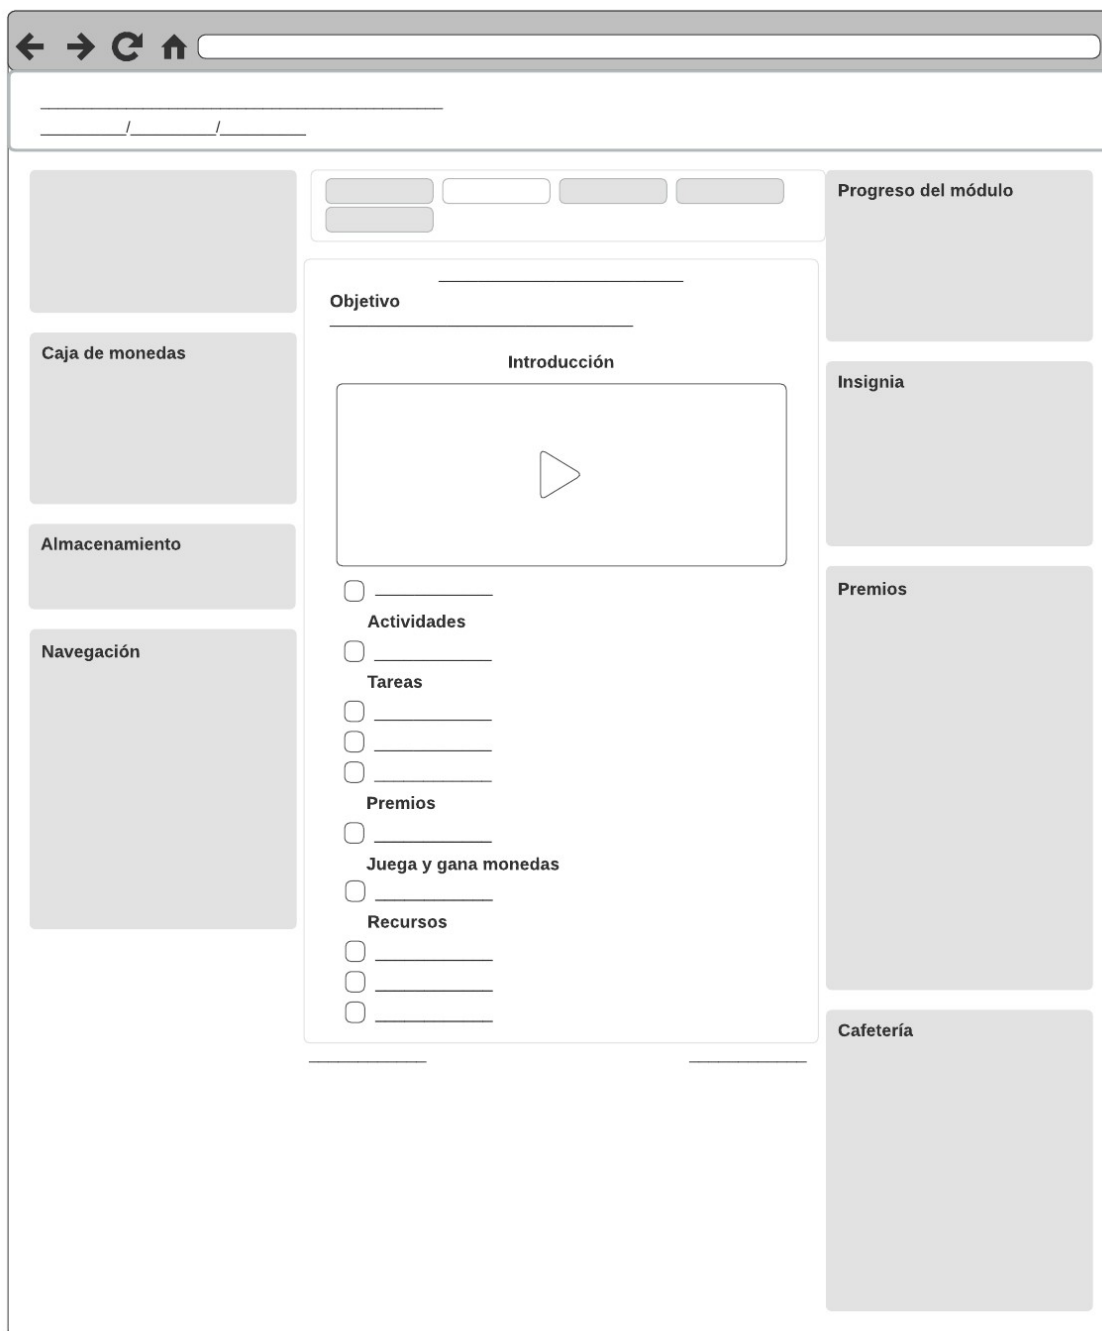 Progreso del módulo
Objetivo
Caja de monedas
Introducción
Insignia
Almacenamiento
Premios
Actividades
Navegación
Tareas
Premios
Juega y gana monedas
Recursos
Cafetería